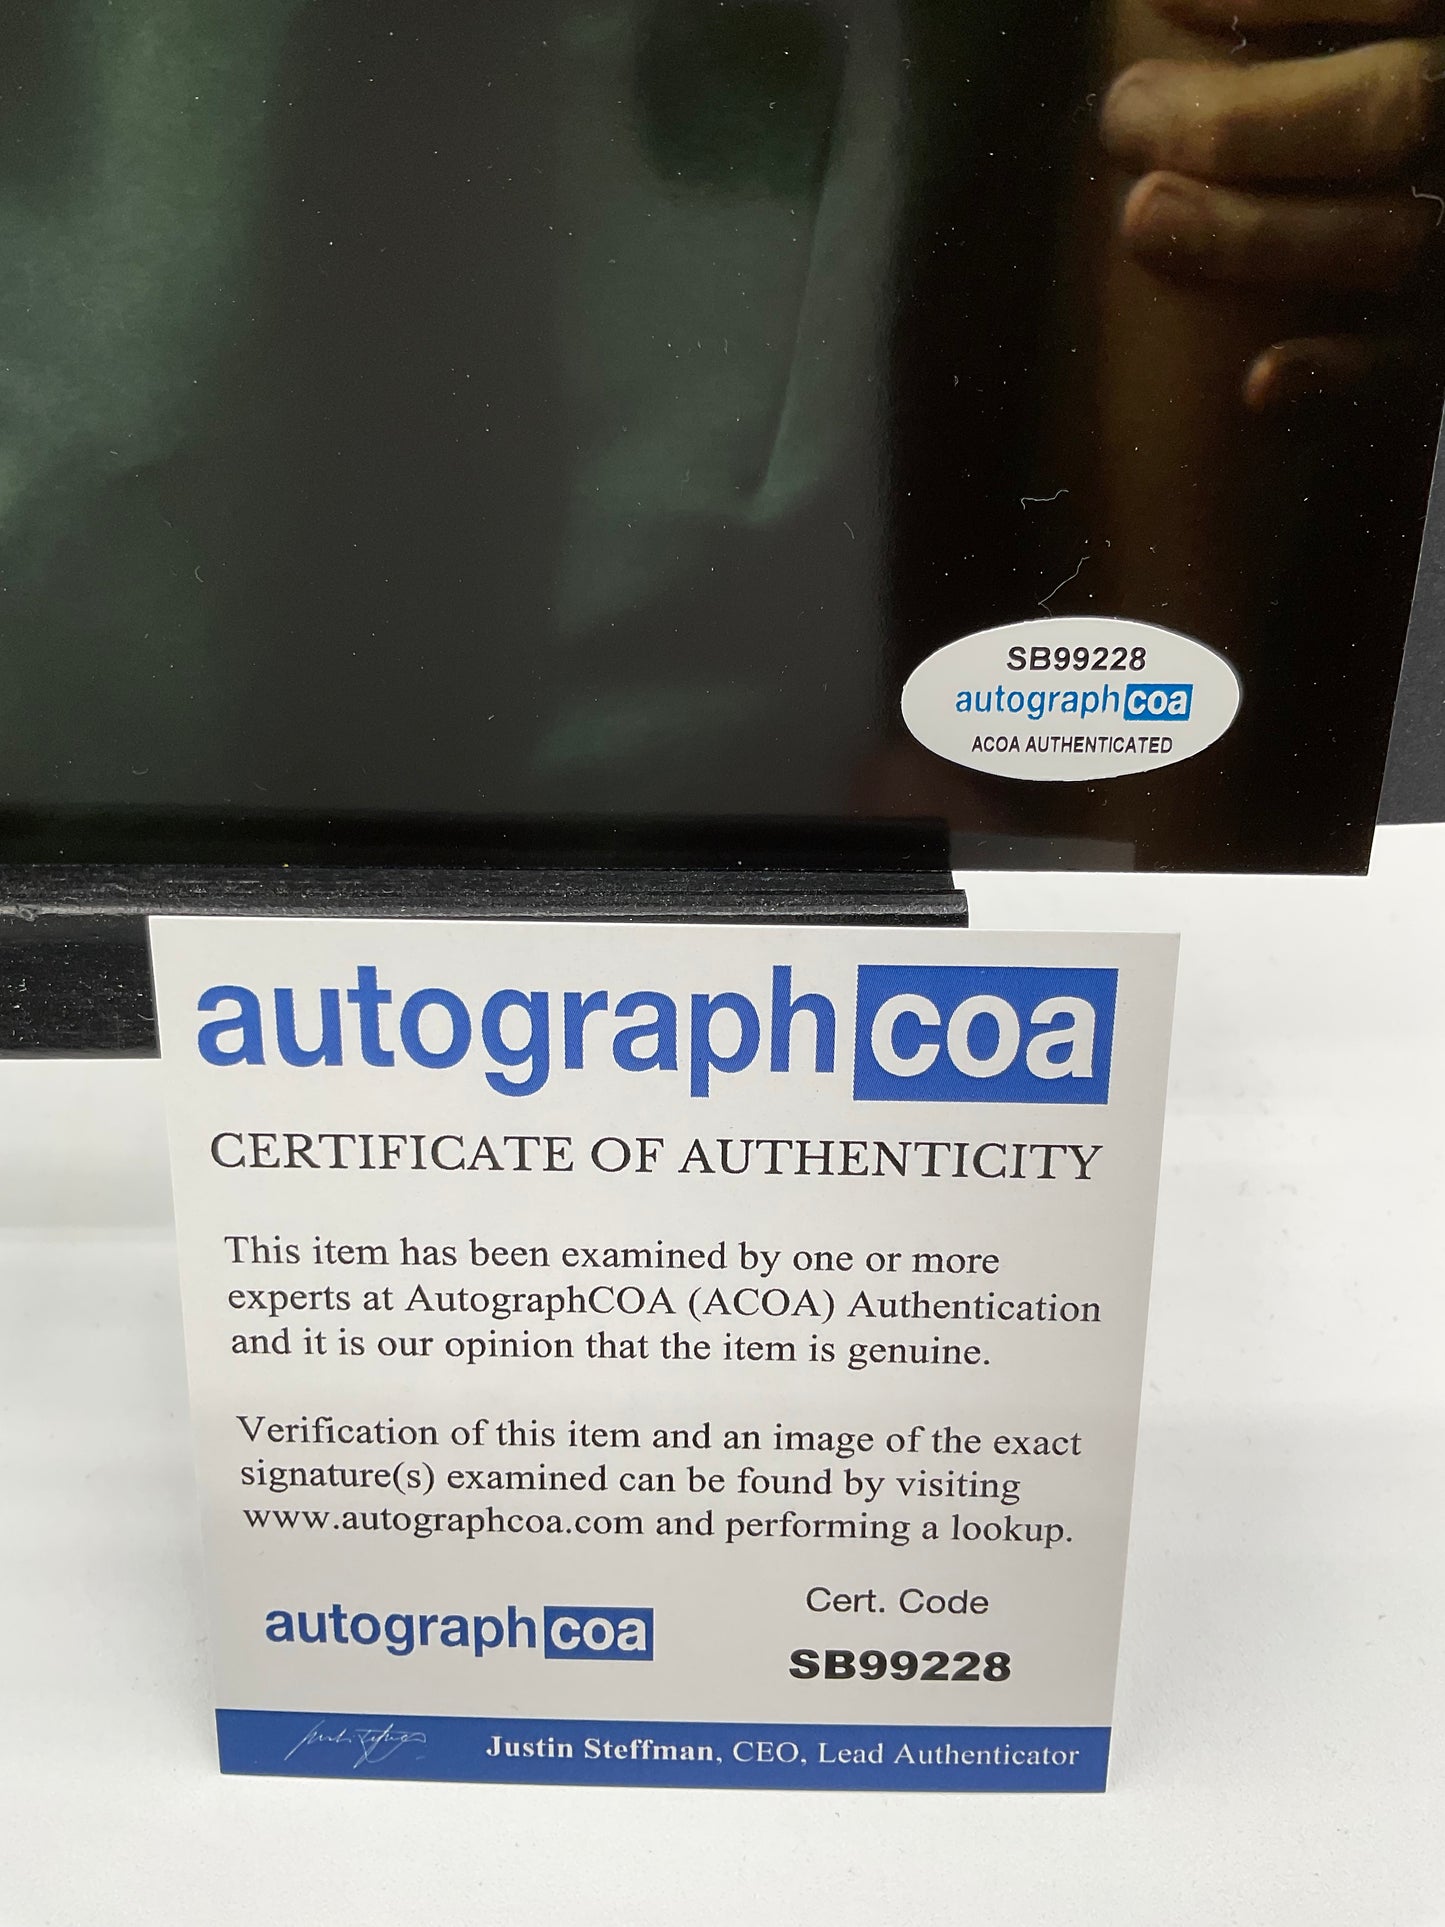 SB99228
autographcoa
ACOA AUTHENTICATED
autographcoa
CERTIFICATE OF AUTHENTICITY
This item has been examined by one or more
experts at AutographCOA (ACOA) Authentication
and it is our opinion that the item is genuine.
Verification of this item and an image of the exact
signature(s) examined can be found by visiting
www.autographcoa.com and performing a lookup.
Cert. Code
autographcoa
SB99228
Justin Steffman, CEO, Lead Authenticator